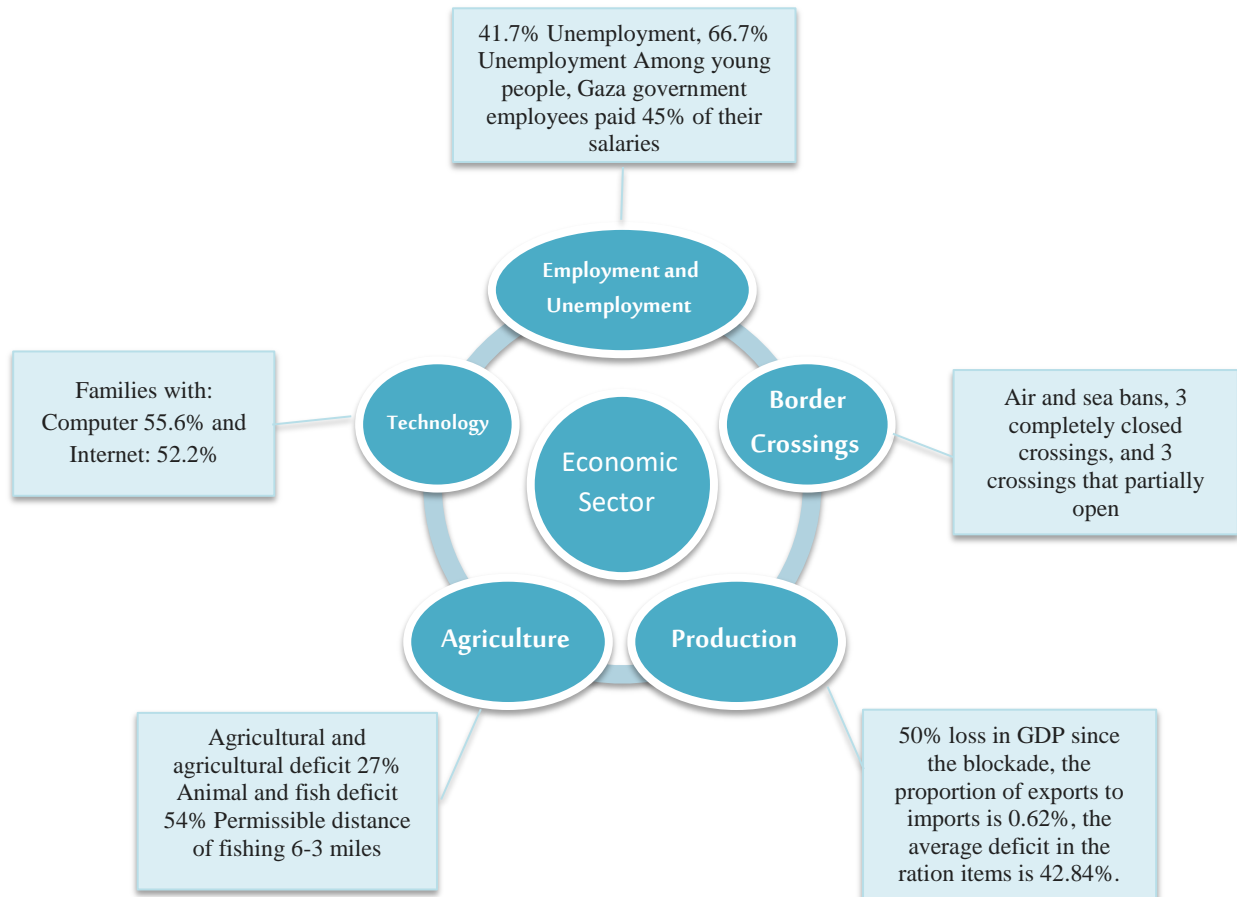 41.7% Unemployment, 66.7%
Unemployment Among young
people, Gaza government
employees paid 45% of their
salaries
Employment and
Unemployment
Families with:
Computer 55.6% and
Internet: 52.2%
Technology
Economic
Sector
Border
Crossings
Air and sea bans, 3
completely closed
crossings, and 3
crossings that partially
open
Agriculture
Production
Agricultural and
agricultural deficit 27%
Animal and fish deficit
54% Permissible distance
of fishing 6-3 miles
50% loss in GDP since
the blockade, the
proportion of exports to
imports is 0.62%, the
average deficit in the
ration items is 42.84%.